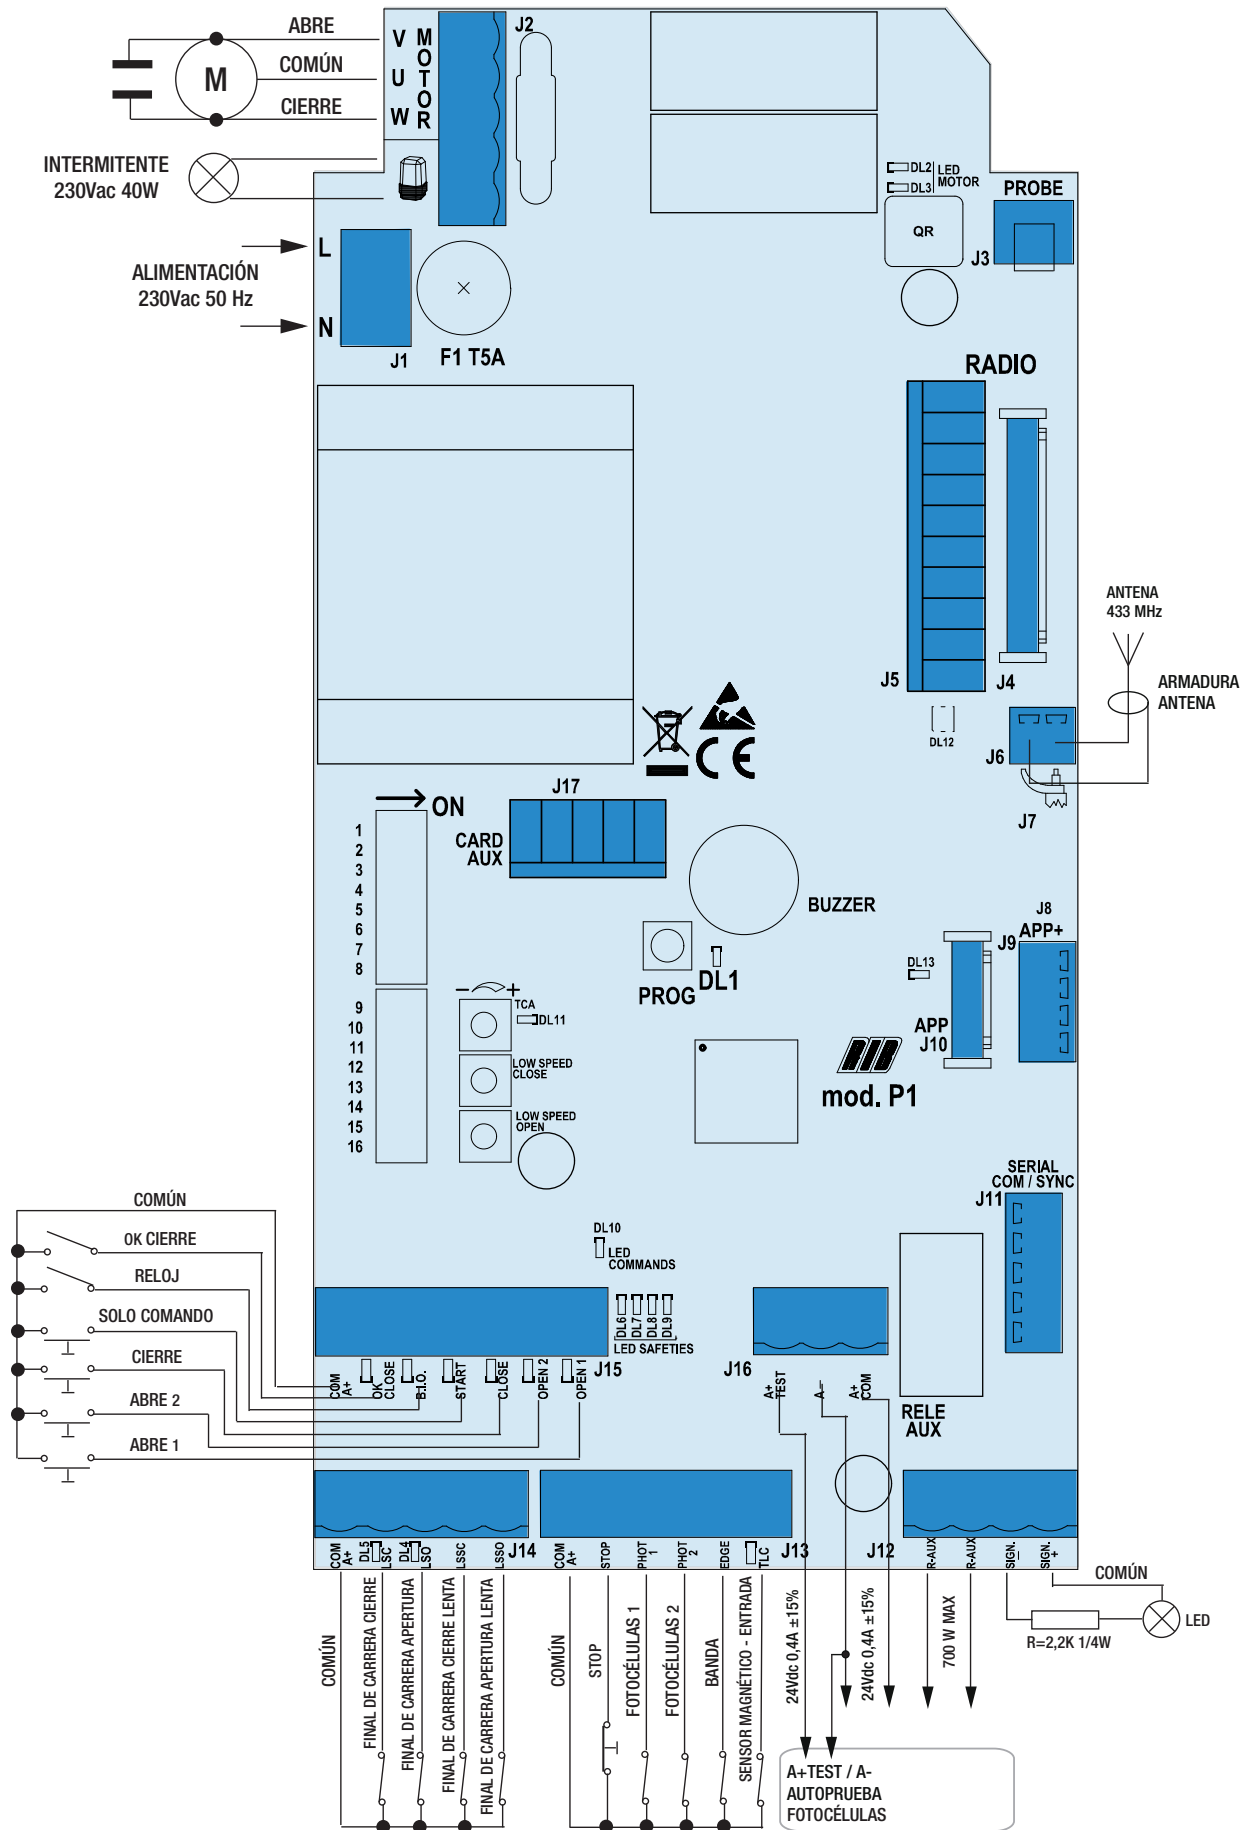 ABRE
COMÚN
CIERRE
M
V
U
W
MOTOR
J2
INTERMITENTE
230Vac 40W
DL2
DL3
LED
MOTOR
PROBE
QR
J3
L
ALIMENTACIÓN
230Vac 50 Hz
N
J1
F1 T5A
RADIO
J5
J4
ANTENA
433 MHz
ARMADURA
ANTENA
DL12
J6
J7
CE
J17
CARD
AUX
ON
1
2
3
4
5
6
7
8
9
10
11
12
13
14
15
16
BUZZER
PROG
DL1
J8
APP+
J9
DL13
APP
J10
- +
TCA
DL11
LOW SPEED
CLOSE
LOW SPEED
OPEN
RIB
mod. P1
SERIAL
COM / SYNC
J11
COMÚN
OK CIERRE
RELOJ
SOLO COMANDO
CIERRE
ABRE 2
ABRE 1
DL10
LED
COMMANDS
DL6
DL7
DL8
DL9
LED SAFETIES
J15
J16
COM
A+
OK
CLOSE
B.I.O.
START
CLOSE
OPEN 2
OPEN 1
A+
TEST
A-
A+
COM
RELE
AUX
J14
J13
J12
COM
A+
DL5
LSC
DL4
LSO
LSSC
LSSO
COM
A+
STOP
PHOT
1
PHOT
2
EDGE
TLC
R-AUX
R-AUX
SIGN.
-
SIGN.
+
COMÚN
LED
R=2,2K 1/4W
COMÚN
FINAL DE CARRERA CIERRE
FINAL DE CARRERA APERTURA
FINAL DE CARRERA CIERRE LENTA
FINAL DE CARRERA APERTURA LENTA
COMÚN
STOP
FOTOCÉLULAS 1
FOTOCÉLULAS 2
BANDA
SENSOR MAGNÉTICO - ENTRADA
24Vdc 0,4A ±15%
24Vdc 0,4A ±15%
700 W MAX
A+TEST / A-
AUTOPRUEBA
FOTOCÉLULAS